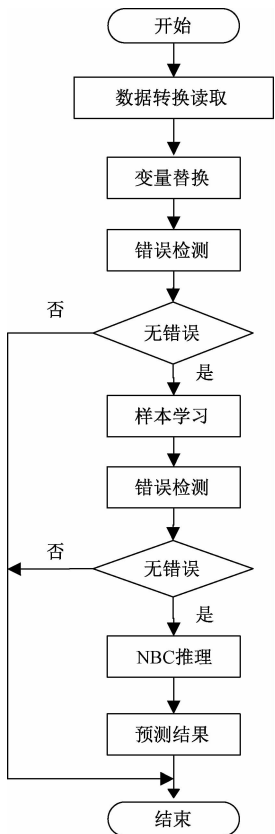 开始
数据转换读取
变量替换
错误检测
否
无错误
是
样本学习
错误检测
否
无错误
是
NBC推理
预测结果
结束